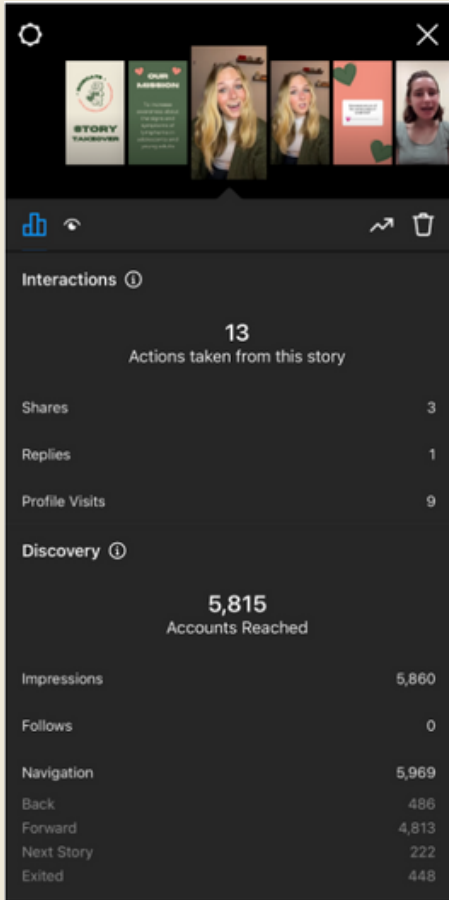 STORY
TAKEOVER
OUR
MISSION
Interactions
13
Actions taken from this story
Shares 3
Replies 1
Profile Visits 9
Discovery
5,815
Accounts Reached
Impressions 5,860
Follows 0
Navigation 5,969
Back 486
Forward 4,813
Next Story 222
Exited 448